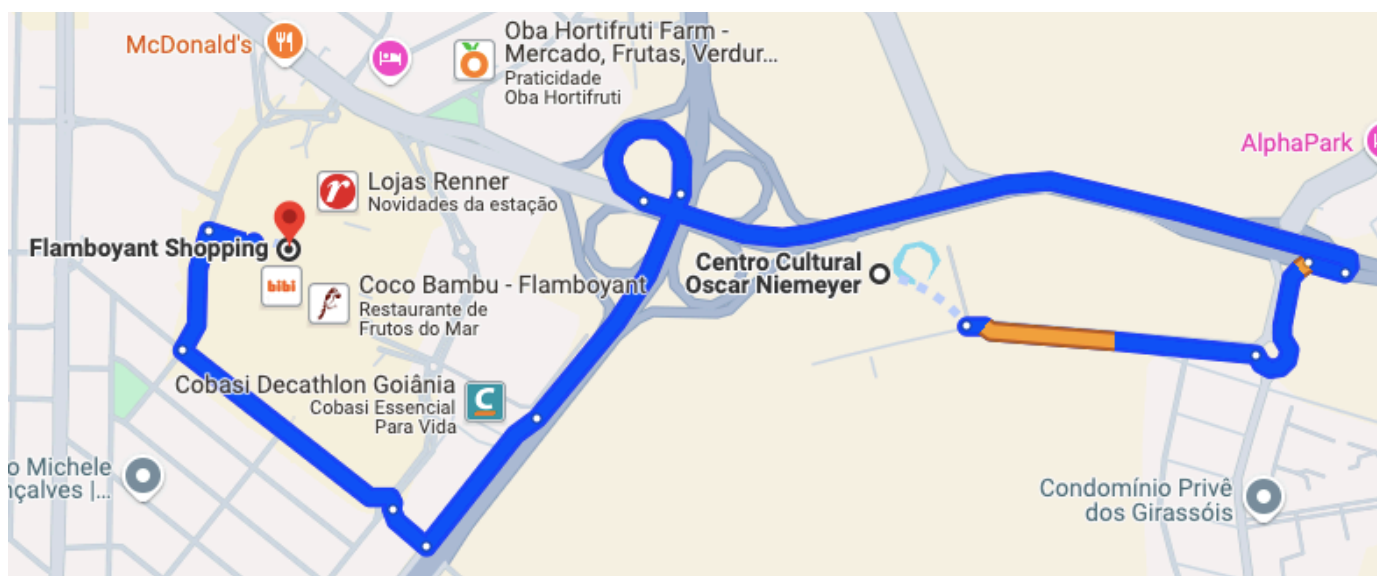 McDonald's
Oba Hortifruti Farm -
Mercado, Frutas, Verdur...
Praticidade
Oba Hortifruti
AlphaPark
r
Lojas Renner
Novidades da estação
Flamboyant Shopping
bibi
Coco Bambu - Flamboyant
Restaurante de
Frutos do Mar
Centro Cultural
Oscar Niemeyer
Cobasi Decathlon Goiânia
Cobasi Essencial
Para Vida
C
o Michele
nçalves |...
Condomínio Privê
dos Girassóis